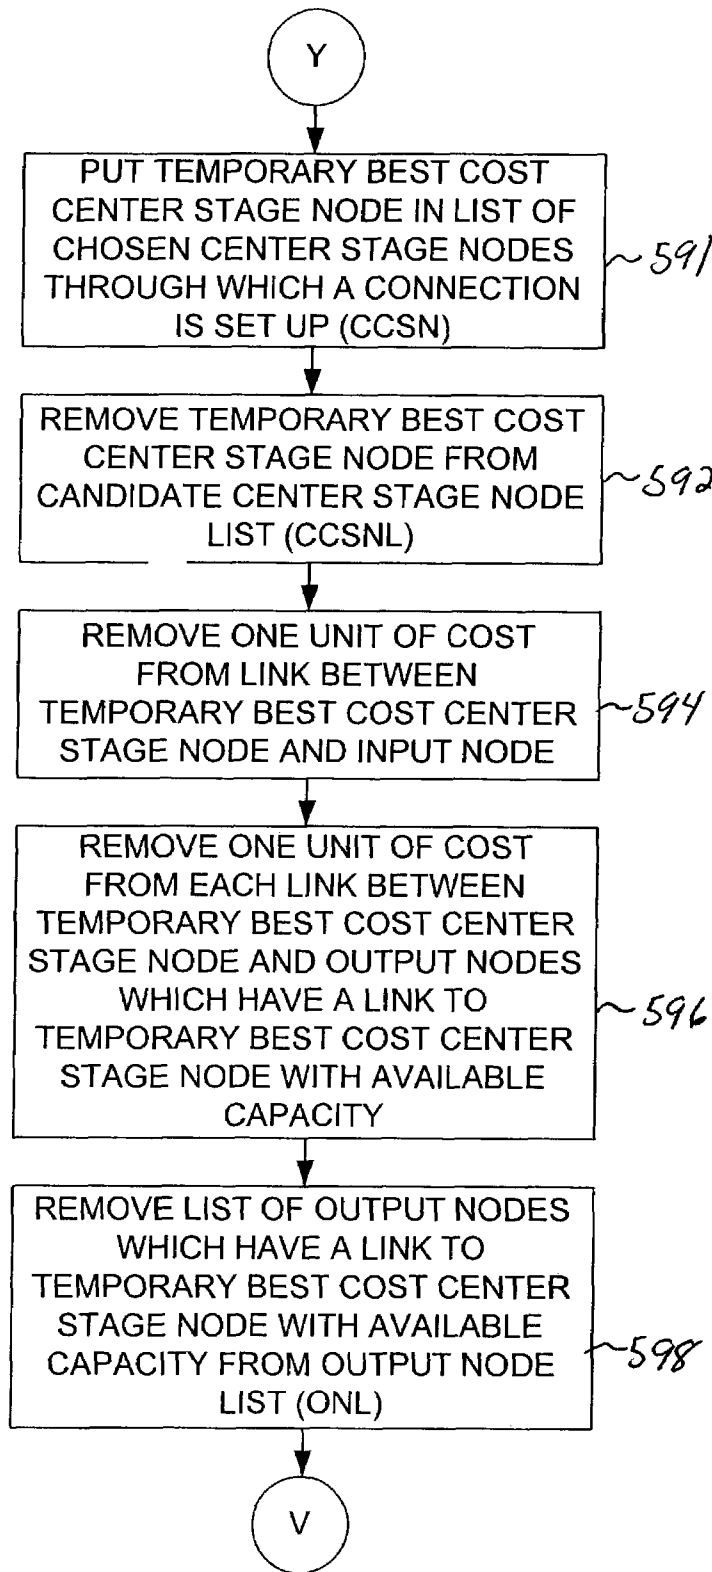 Y
PUT TEMPORARY BEST COST
CENTER STAGE NODE IN LIST OF
CHOSEN CENTER STAGE NODES
THROUGH WHICH A CONNECTION
IS SET UP (CCSN)
591
REMOVE TEMPORARY BEST COST
CENTER STAGE NODE FROM
CANDIDATE CENTER STAGE NODE
LIST (CCSNL)
592
REMOVE ONE UNIT OF COST
FROM LINK BETWEEN
TEMPORARY BEST COST CENTER
STAGE NODE AND INPUT NODE
594
REMOVE ONE UNIT OF COST
FROM EACH LINK BETWEEN
TEMPORARY BEST COST CENTER
STAGE NODE AND OUTPUT NODES
WHICH HAVE A LINK TO
TEMPORARY BEST COST CENTER
STAGE NODE WITH AVAILABLE
CAPACITY
596
REMOVE LIST OF OUTPUT NODES
WHICH HAVE A LINK TO
TEMPORARY BEST COST CENTER
STAGE NODE WITH AVAILABLE
CAPACITY FROM OUTPUT NODE
LIST (ONL)
598
V